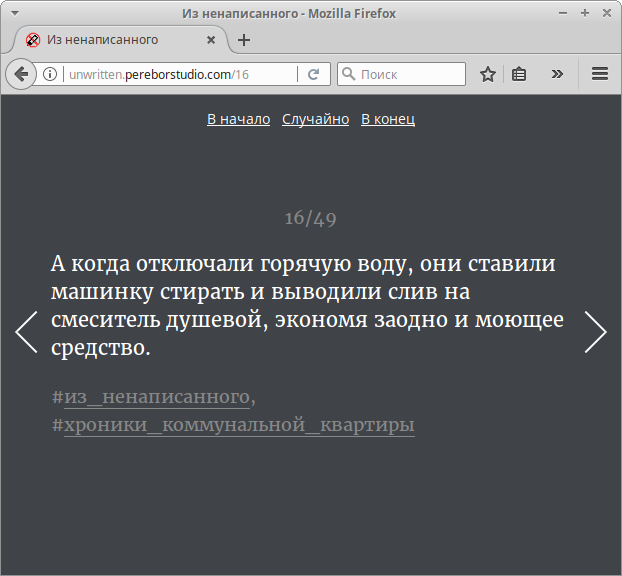 Из ненаписанного - Mozilla Firefox
Из ненаписанного
unwritten.pereborstudio.com/16
Поиск
В начало Случайно В конец
16/49
А когда отключали горячую воду, они ставили
машинку стирать и выводили слив на
смеситель душевой, экономя заодно и моющее
средство.
#из_ненаписанного,
#хроники_коммунальной_квартиры